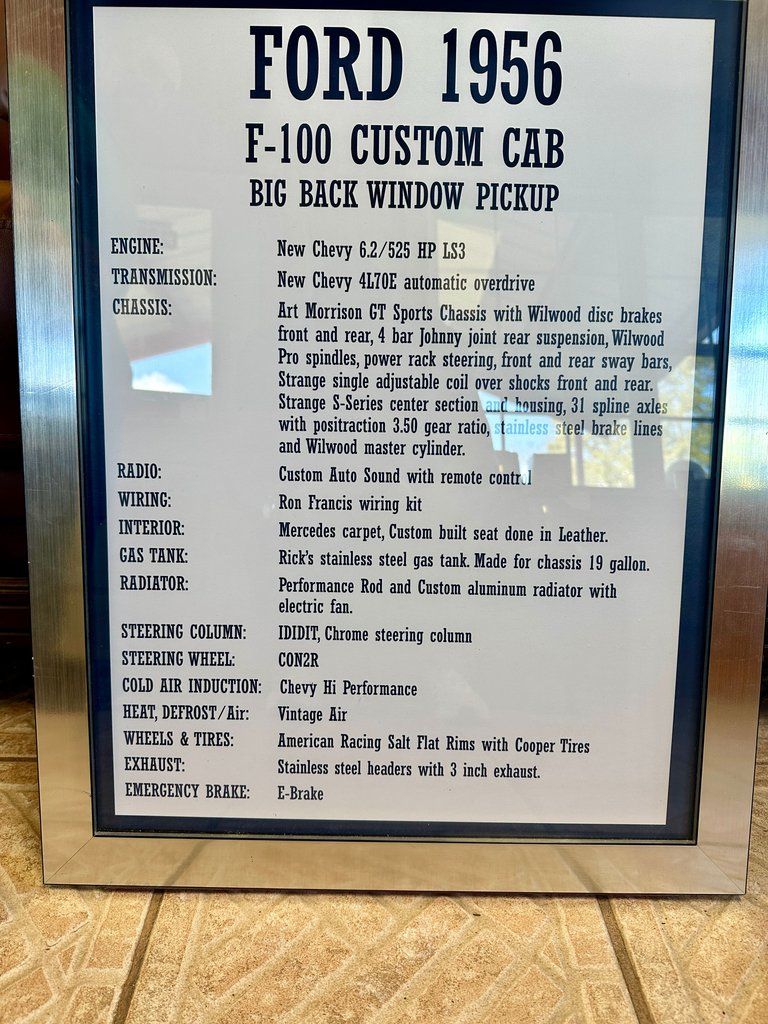 FORD 1956
F-100 CUSTOM CAB
BIG BACK WINDOW PICKUP
ENGINE: New Chevy 6.2/525 HP LS3
TRANSMISSION: New Chevy 4L70E automatic overdrive
CHASSIS: Art Morrison GT Sports Chassis with Wilwood disc brakes
front and rear, 4 bar Johnny joint rear suspension, Wilwood
Pro spindles, power rack steering, front and rear sway bars,
Strange single adjustable coil over shocks front and rear.
Strange S-Series center section and housing, 31 spline axles
with positraction 3.50 gear ratio, stainless steel brake lines
and Wilwood master cylinder.
RADIO: Custom Auto Sound with remote control
WIRING: Ron Francis wiring kit
INTERIOR: Mercedes carpet, Custom built seat done in Leather.
GAS TANK: Rick's stainless steel gas tank. Made for chassis 19 gallon.
RADIATOR: Performance Rod and Custom aluminum radiator with
electric fan.
STEERING COLUMN: IDIDIT, Chrome steering column
STEERING WHEEL: CON2R
COLD AIR INDUCTION: Chevy Hi Performance
HEAT, DEFROST/Air: Vintage Air
WHEELS & TIRES: American Racing Salt Flat Rims with Cooper Tires
EXHAUST: Stainless steel headers with 3 inch exhaust.
EMERGENCY BRAKE: E-Brake